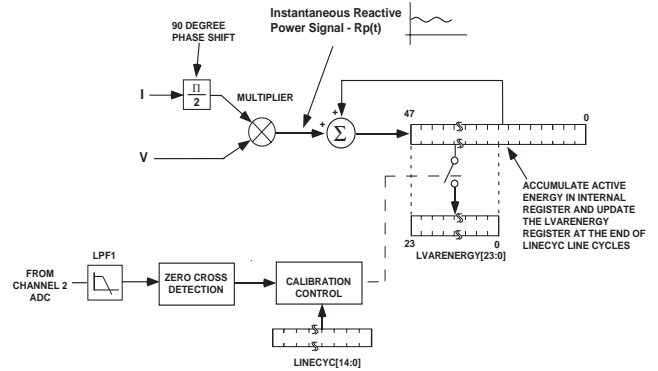 Instantaneous Reactive
Power Signal - Rp(t)
90 DEGREE
PHASE SHIFT
I
Π
2
MULTIPLIER
V
+
+
Σ
47
0
ACCUMULATE ACTIVE
ENERGY IN INTERNAL
REGISTER AND UPDATE
THE LVARENERGY
REGISTER AT THE END OF
LINECYC LINE CYCLES
23
0
LVARENERGY[23:0]
FROM
CHANNEL 2
ADC
LPF1
ZERO CROSS
DETECTION
CALIBRATION
CONTROL
LINECYC[14:0]